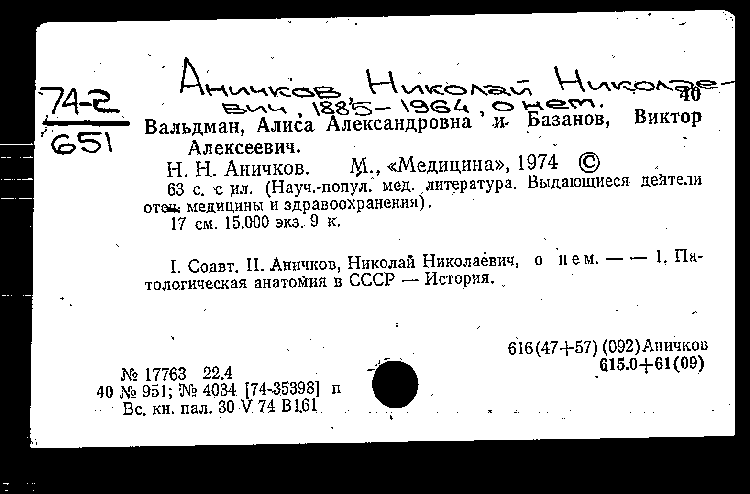 Аничков, Николай Николае-
вич, 1885-1964, о нем.
74-2
651
40
Вальдман, Алиса Александровна и Базанов, Виктор
Алексеевич.
Н. Н. Аничков. М., «Медицина», 1974 ©
63 с. с ил. (Науч.-попул. мед. литература. Выдающиеся деятели
отеч. медицины и здравоохранения).
17 см. 15.000 экз. 9 к.
I. Соавт. II. Аничков, Николай Николаевич, о нем. — — 1. Па-
тологическая анатомия в СССР — История.
616(47+57)(092)Аничков
615.0+61(09)
№ 17763 22.4
40 № 951; № 4034 [74-35398] п
Вс. кн. пал. 30 V 74 В161